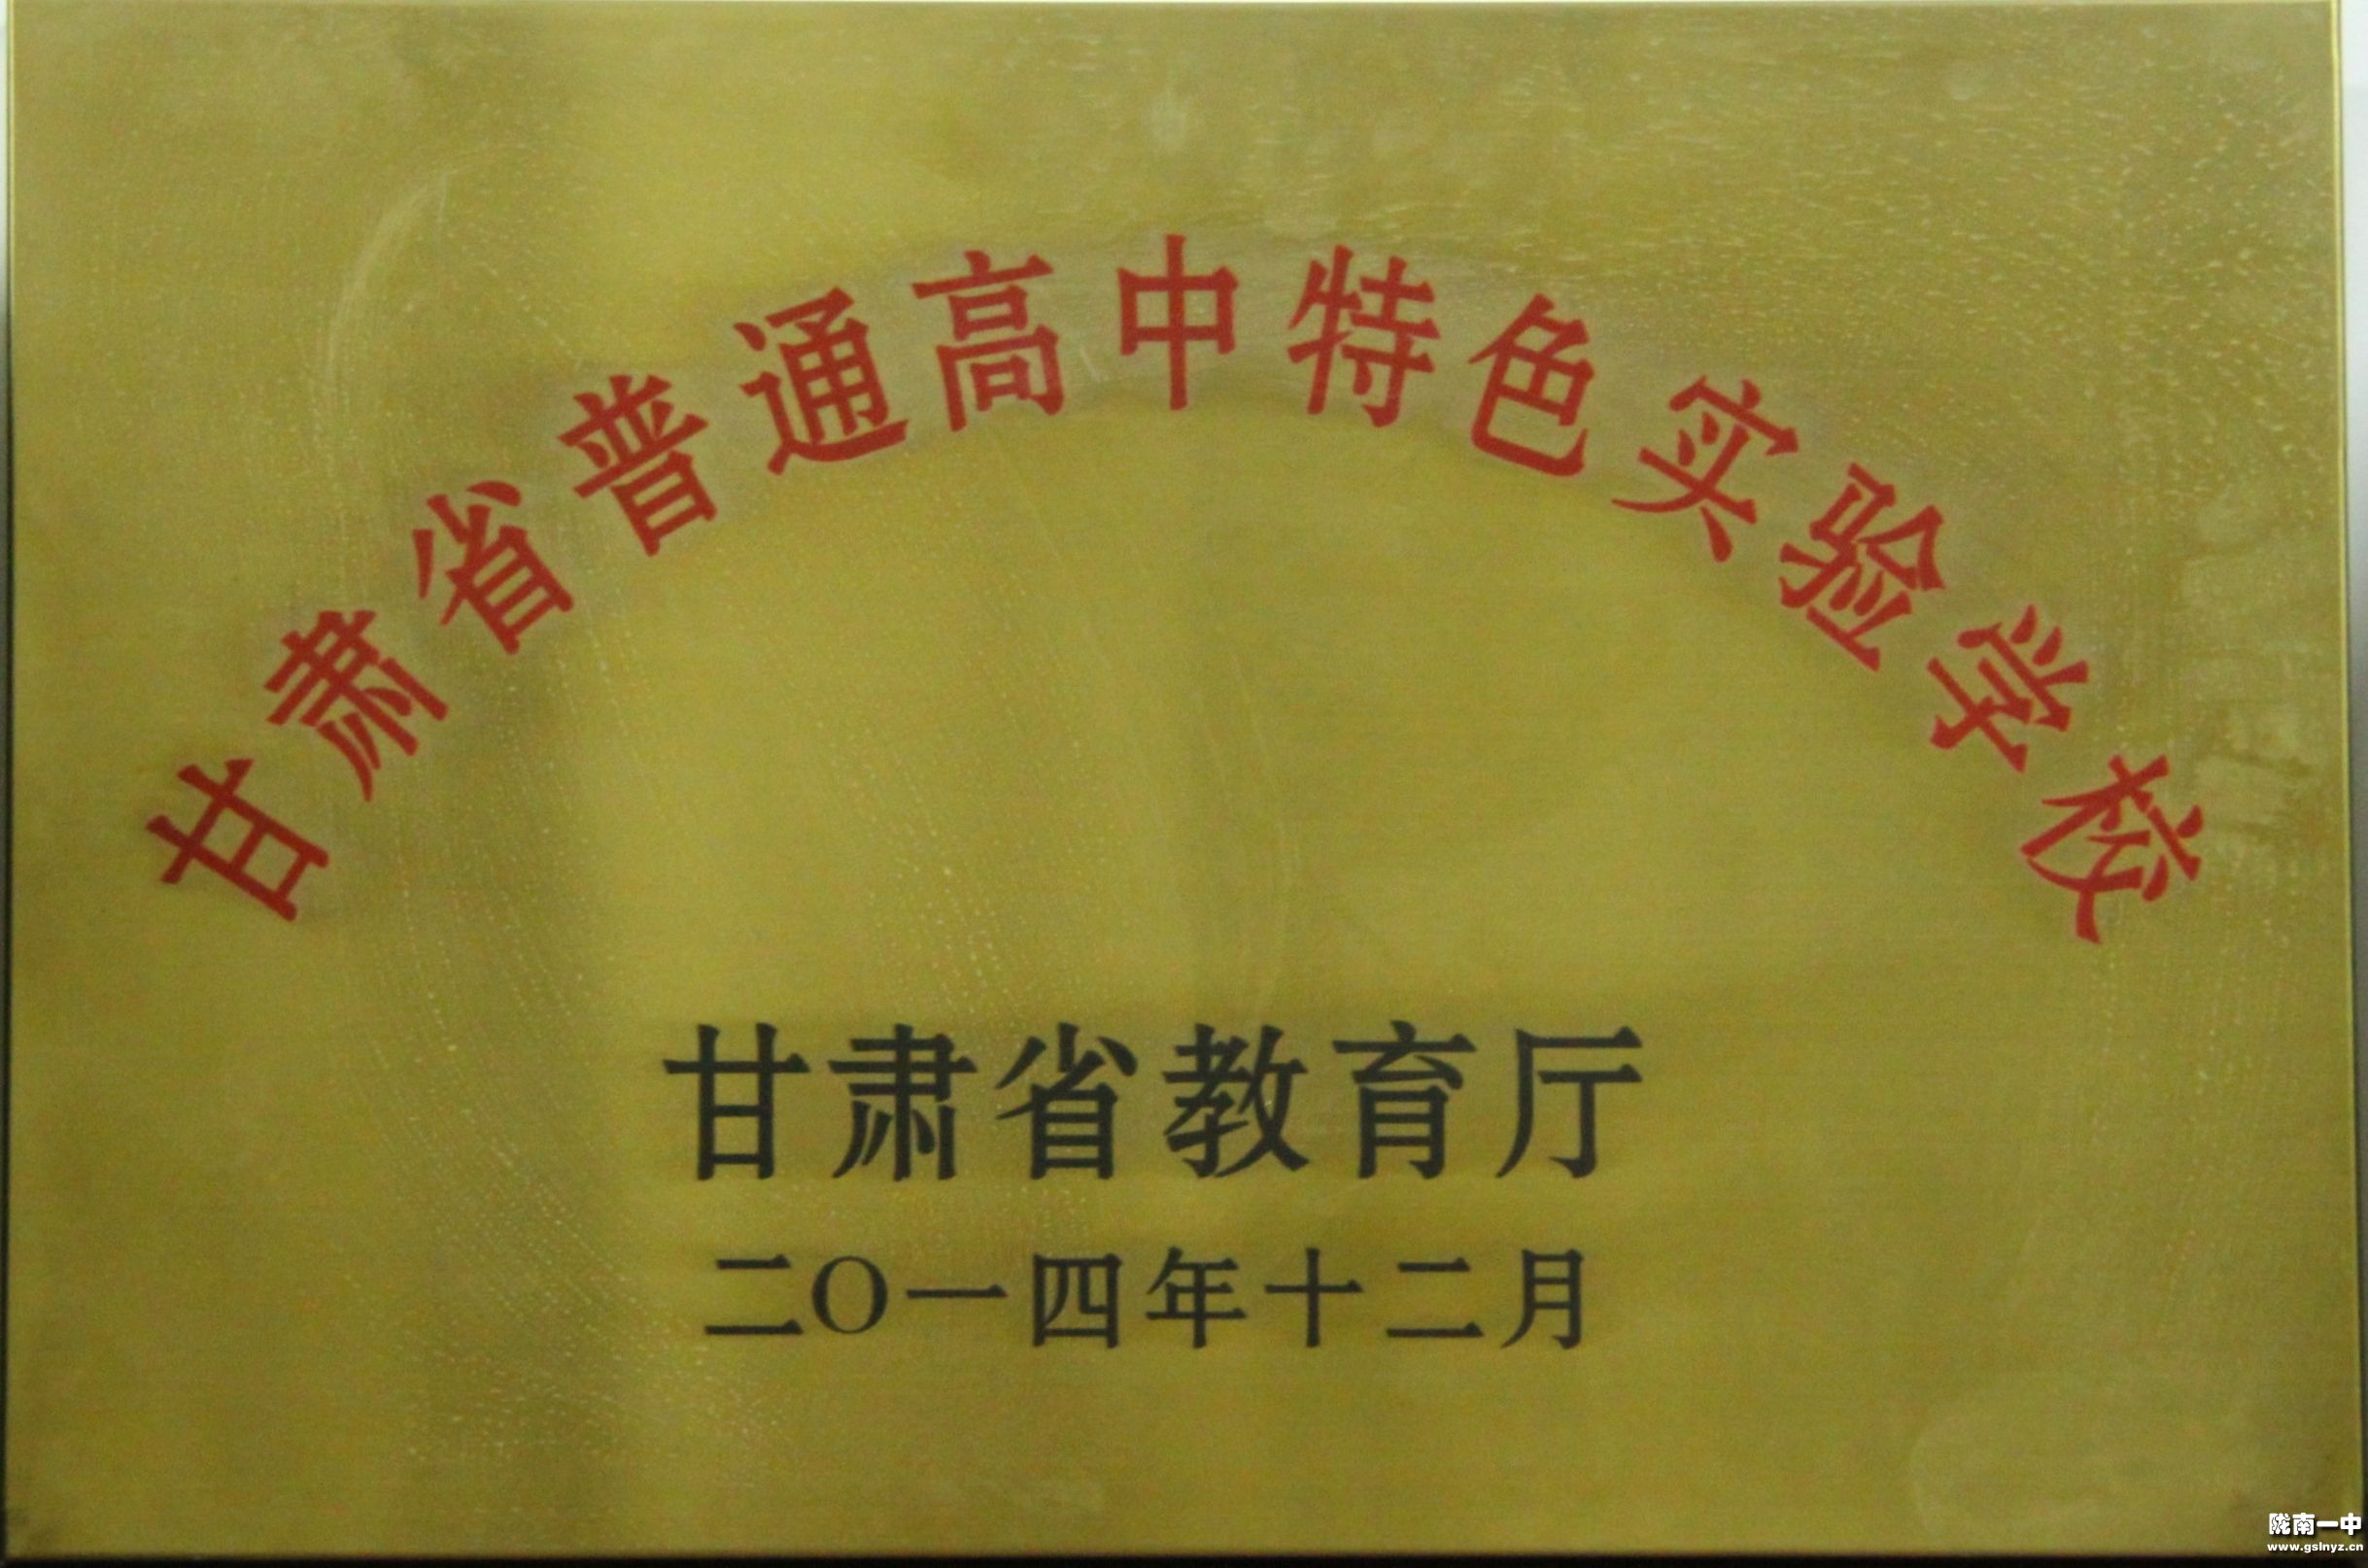 甘肃省普通高中特色实验学校
甘肃省教育厅
二〇一四年十二月
陇南一中
www.gslnyz.cn